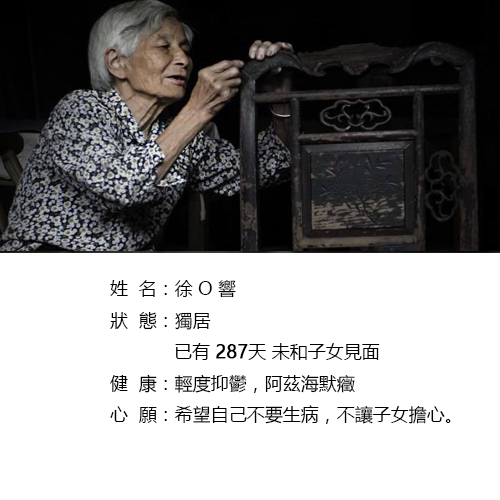 姓 名：徐 O 響
狀 態：獨居
已有 287天 未和子女見面
健 康：輕度抑鬱，阿茲海默癥
心 願：希望自己不要生病，不讓子女擔心。